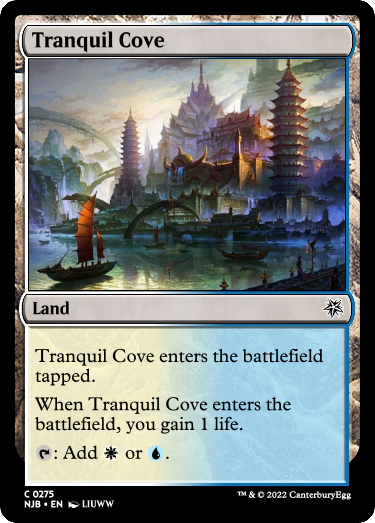 Tranquil Cove
Land
Tranquil Cove enters the battlefield
tapped.
When Tranquil Cove enters the
battlefield, you gain 1 life.
: Add or .
C 0275
NJB • EN LIUWW
™ & © 2022 CanterburyEgg